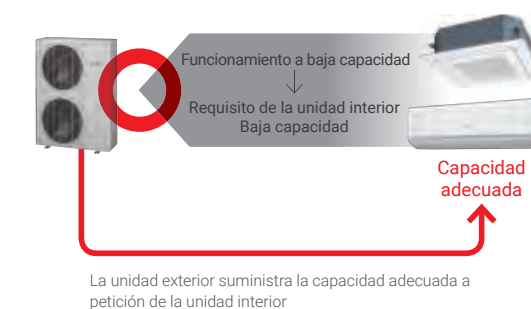 Funcionamiento a baja capacidad
Requisito de la unidad interior
Baja capacidad
Capacidad
adecuada
La unidad exterior suministra la capacidad adecuada a
petición de la unidad interior